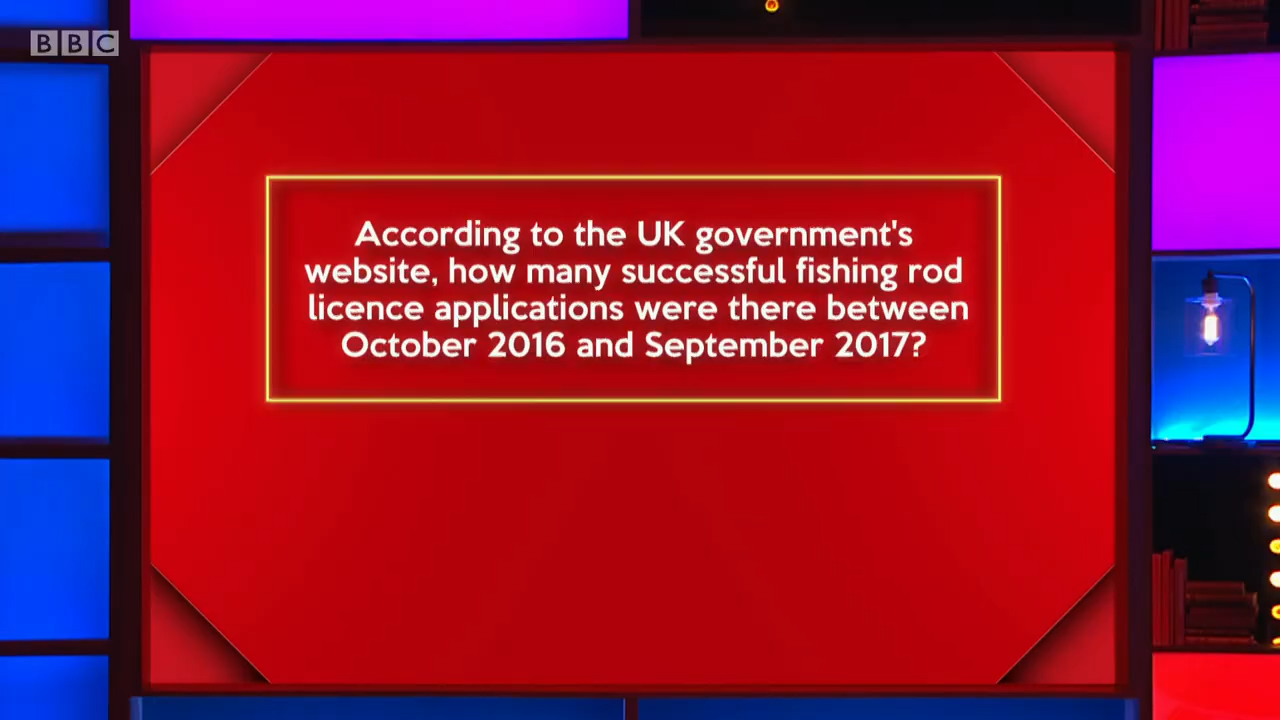 BBC
According to the UK government's
website, how many successful fishing rod
licence applications were there between
October 2016 and September 2017?